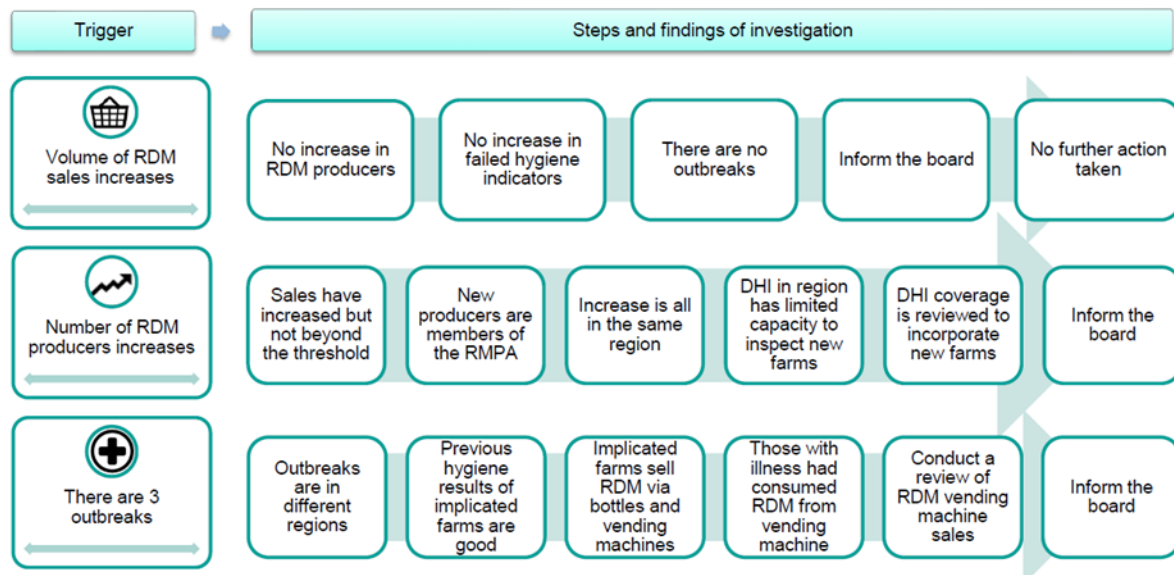 Trigger
Steps and findings of investigation
Volume of RDM
sales increases
No increase in
RDM producers
No increase in
failed hygiene
indicators
There are no
outbreaks
Inform the board
No further action
taken
Number of RDM
producers increases
Sales have
increased but
not beyond
the threshold
New
producers are
members of
the RMPA
Increase is all
in the same
region
DHI in region
has limited
capacity to
inspect new
farms
DHI coverage
is reviewed to
incorporate
new farms
Inform the
board
There are 3
outbreaks
Outbreaks
are in
different
regions
Previous
hygiene
results of
implicated
farms are
good
Implicated
farms sell
RDM via
bottles and
vending
machines
Those with
illness had
consumed
RDM from
vending
machine
Conduct a
review of
RDM vending
machine
sales
Inform the
board